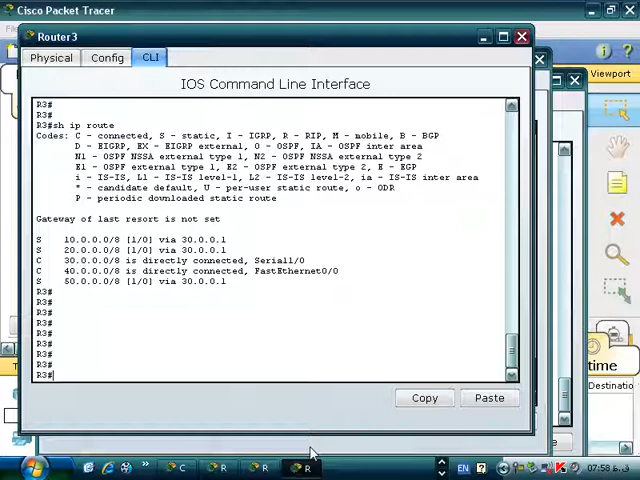 Cisco Packet Tracer
Router3
Physical Config CLI
Viewport
IOS Command Line Interface
R3#
R3#
R3#sh ip route
Codes: C - connected, S - static, I - IGRP, R - RIP, M - mobile, B - BGP
D - EIGRP, EX - EIGRP external, O - OSPF, IA - OSPF inter area
N1 - OSPF NSSA external type 1, N2 - OSPF NSSA external type 2
E1 - OSPF external type 1, E2 - OSPF external type 2, E - EGP
i - IS-IS, L1 - IS-IS level-1, L2 - IS-IS level-2, ia - IS-IS inter area
* - candidate default, U - per-user static route, o - ODR
P - periodic downloaded static route
Gateway of last resort is not set
S 10.0.0.0/8 [1/0] via 30.0.0.1
S 20.0.0.0/8 [1/0] via 30.0.0.1
C 30.0.0.0/8 is directly connected, Serial1/0
C 40.0.0.0/8 is directly connected, FastEthernet0/0
S 50.0.0.0/8 [1/0] via 30.0.0.1
R3#
R3#
R3#
R3#
R3#
R3#
R3#
R3#
R3#
time
Destinatio
Copy Paste
C R R R EN 07:58